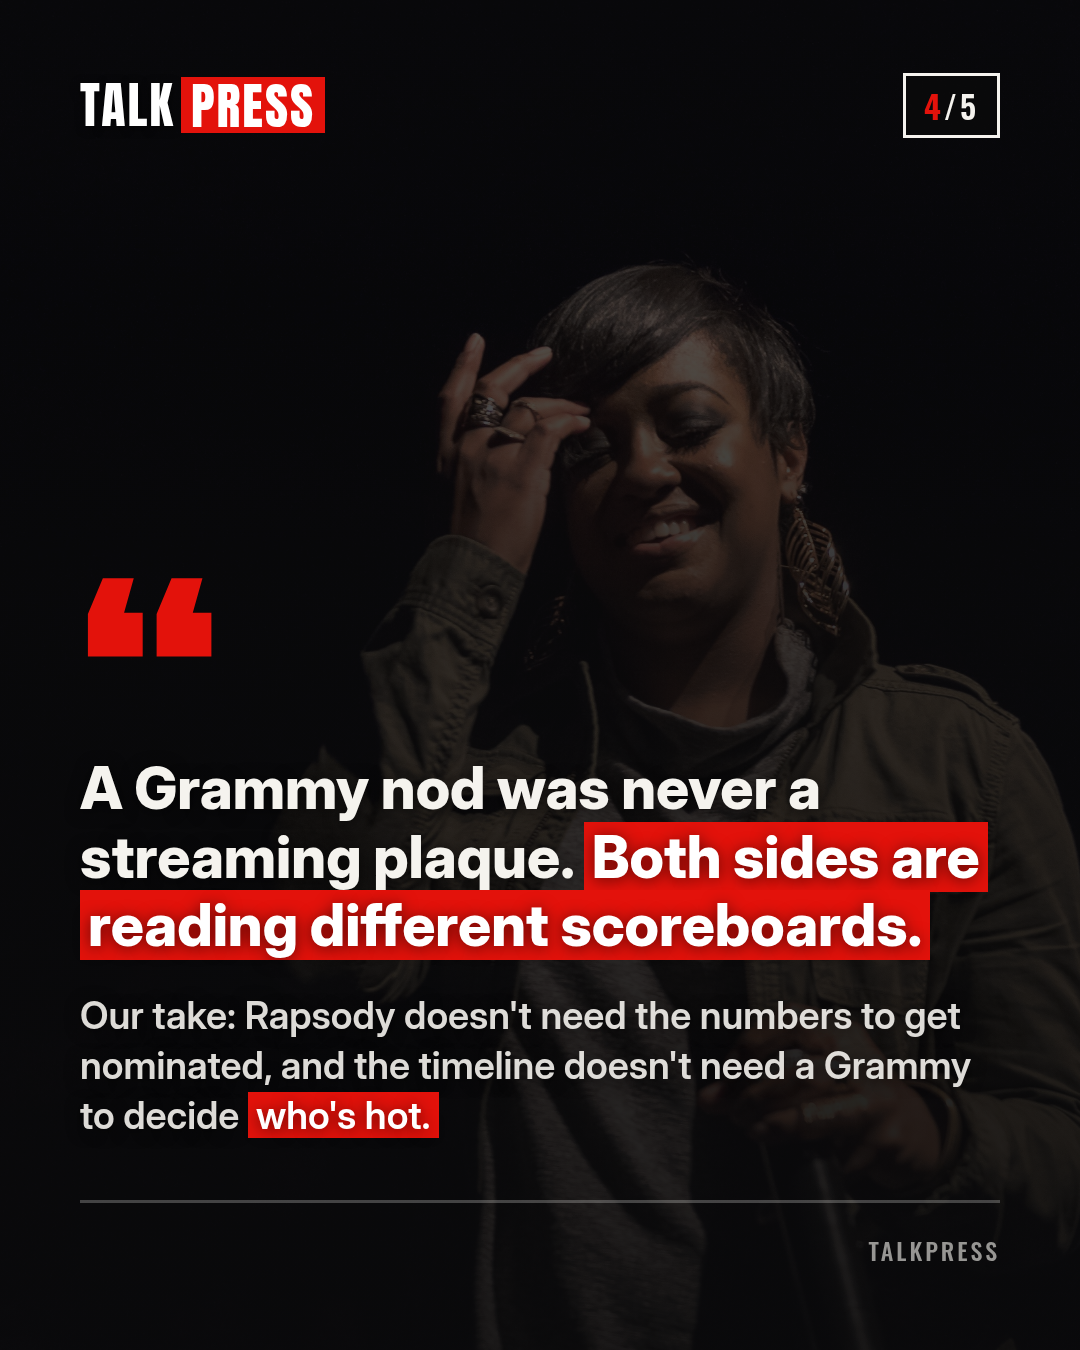 TALK PRESS
4/5
“
A Grammy nod was never a
streaming plaque. Both sides are
reading different scoreboards.
Our take: Rapsody doesn't need the numbers to get
nominated, and the timeline doesn't need a Grammy
to decide who's hot.
TALKPRESS